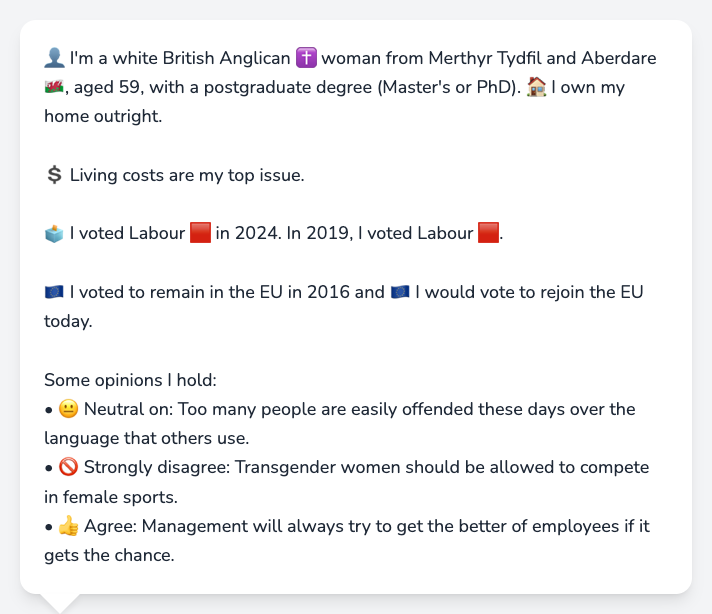 👤 I'm a white British Anglican ✝️ woman from Merthyr Tydfil and Aberdare
🏴󠁧󠁢󠁷󠁬󠁳󠁿, aged 59, with a postgraduate degree (Master's or PhD). 🏠 I own my
home outright.
💲 Living costs are my top issue.
🗳️ I voted Labour 🟥 in 2024. In 2019, I voted Labour 🟥.
🇪🇺 I voted to remain in the EU in 2016 and 🇪🇺 I would vote to rejoin the EU
today.
Some opinions I hold:
• 😐 Neutral on: Too many people are easily offended these days over the
language that others use.
• 🚫 Strongly disagree: Transgender women should be allowed to compete
in female sports.
• 👍 Agree: Management will always try to get the better of employees if it
gets the chance.